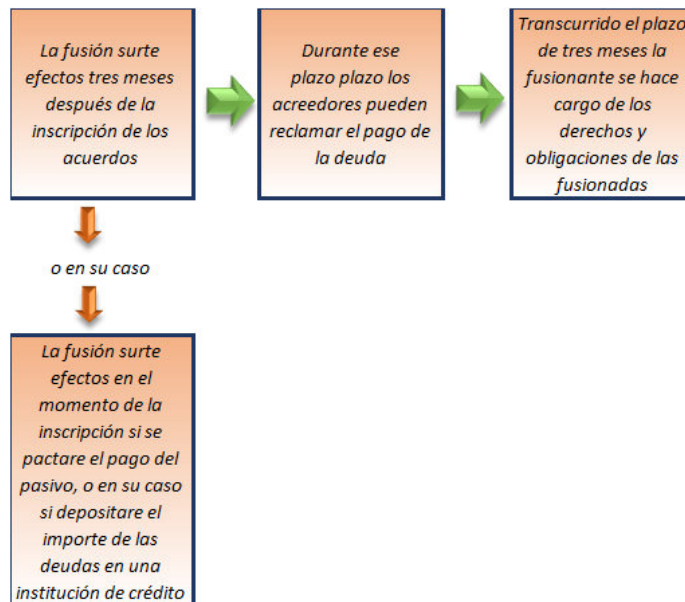 La fusión surte
efectos tres meses
después de la
inscripción de los
acuerdos
Durante ese
plazo plazo los
acreedores pueden
reclamar el pago de
la deuda
Transcurrido el plazo
de tres meses la
fusionante se hace
cargo de los
derechos y
obligaciones de las
fusionadas
o en su caso
La fusión surte
efectos en el
momento de la
inscripción si se
pactare el pago del
pasivo, o en su caso
si depositare el
importe de las
deudas en una
institución de crédito